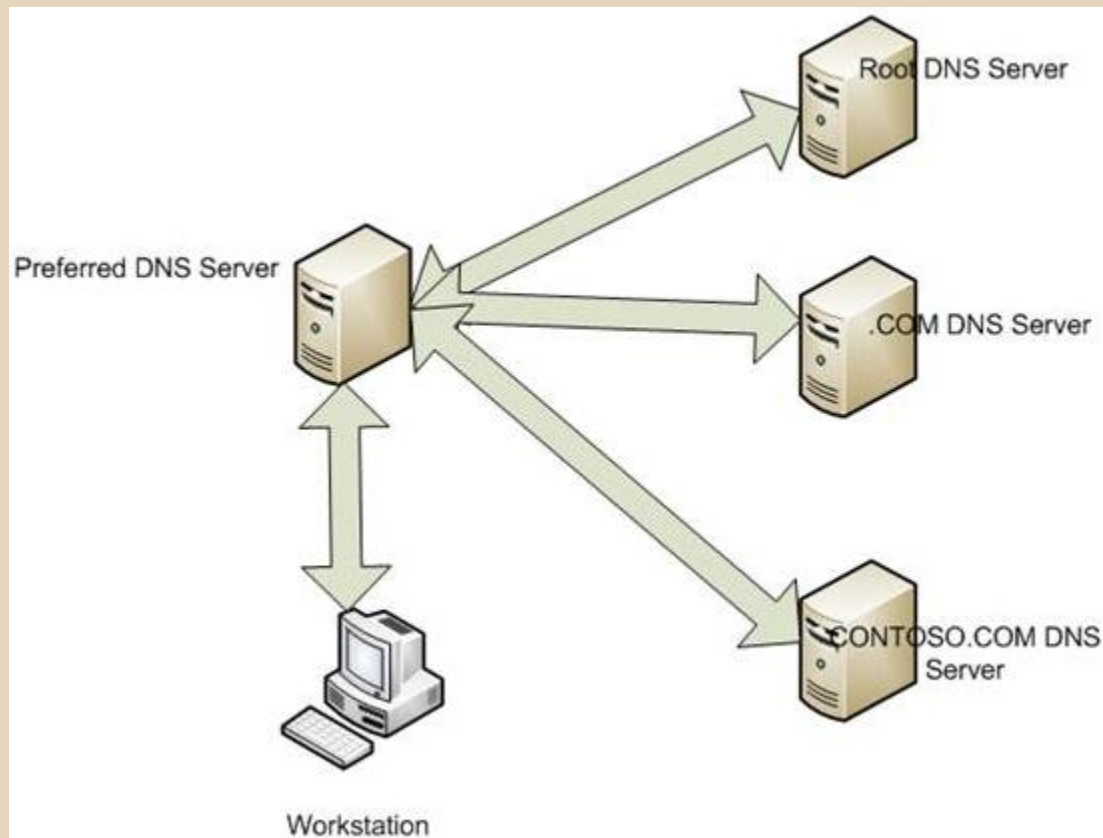 Root DNS Server
Preferred DNS Server
.COM DNS Server
CONTOSO.COM DNS
Server
Workstation